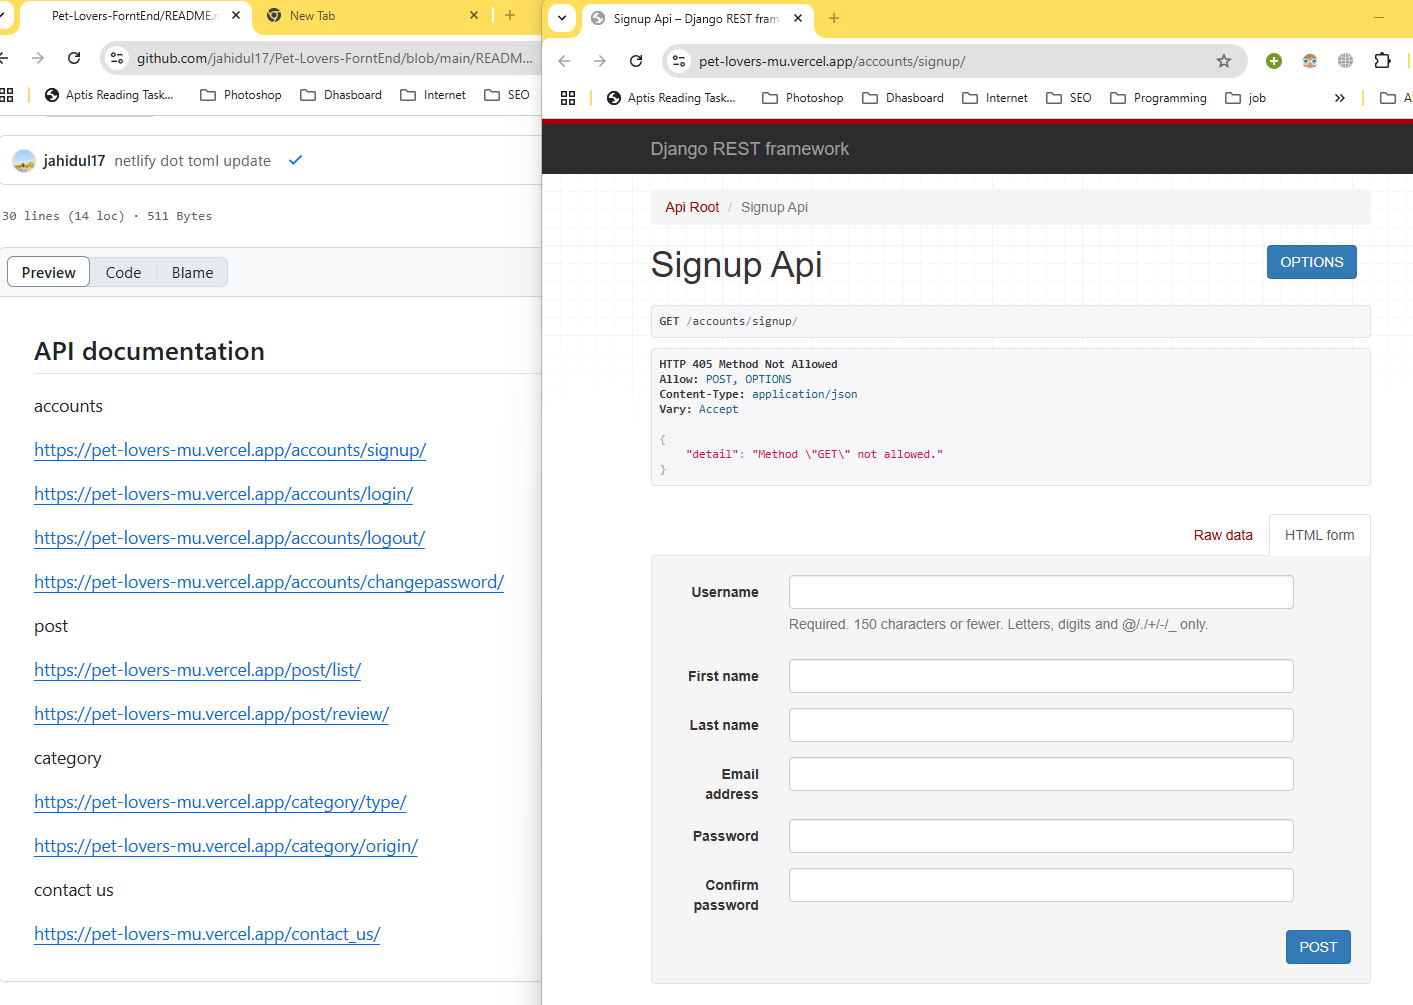 Pet-Lovers-ForntEnd/README.m
New Tab
github.com/jahidul17/Pet-Lovers-ForntEnd/blob/main/READM...
Aptis Reading Task...
Photoshop
Dhasboard
Internet
SEO
jahidul17 netlify dot toml update
30 lines (14 loc) · 511 Bytes
Preview
Code
Blame
API documentation
accounts
https://pet-lovers-mu.vercel.app/accounts/signup/
https://pet-lovers-mu.vercel.app/accounts/login/
https://pet-lovers-mu.vercel.app/accounts/logout/
https://pet-lovers-mu.vercel.app/accounts/changepassword/
post
https://pet-lovers-mu.vercel.app/post/list/
https://pet-lovers-mu.vercel.app/post/review/
category
https://pet-lovers-mu.vercel.app/category/type/
https://pet-lovers-mu.vercel.app/category/origin/
contact us
https://pet-lovers-mu.vercel.app/contact_us/
Signup Api – Django REST fram
pet-lovers-mu.vercel.app/accounts/signup/
Aptis Reading Task...
Photoshop
Dhasboard
Internet
SEO
Programming
job
»
Django REST framework
Api Root / Signup Api
Signup Api
OPTIONS
GET /accounts/signup/
HTTP 405 Method Not Allowed
Allow: POST, OPTIONS
Content-Type: application/json
Vary: Accept
{
"detail": "Method \"GET\" not allowed."
}
Raw data
HTML form
Username
Required. 150 characters or fewer. Letters, digits and @/./+/-/_ only.
First name
Last name
Email
address
Password
Confirm
password
POST